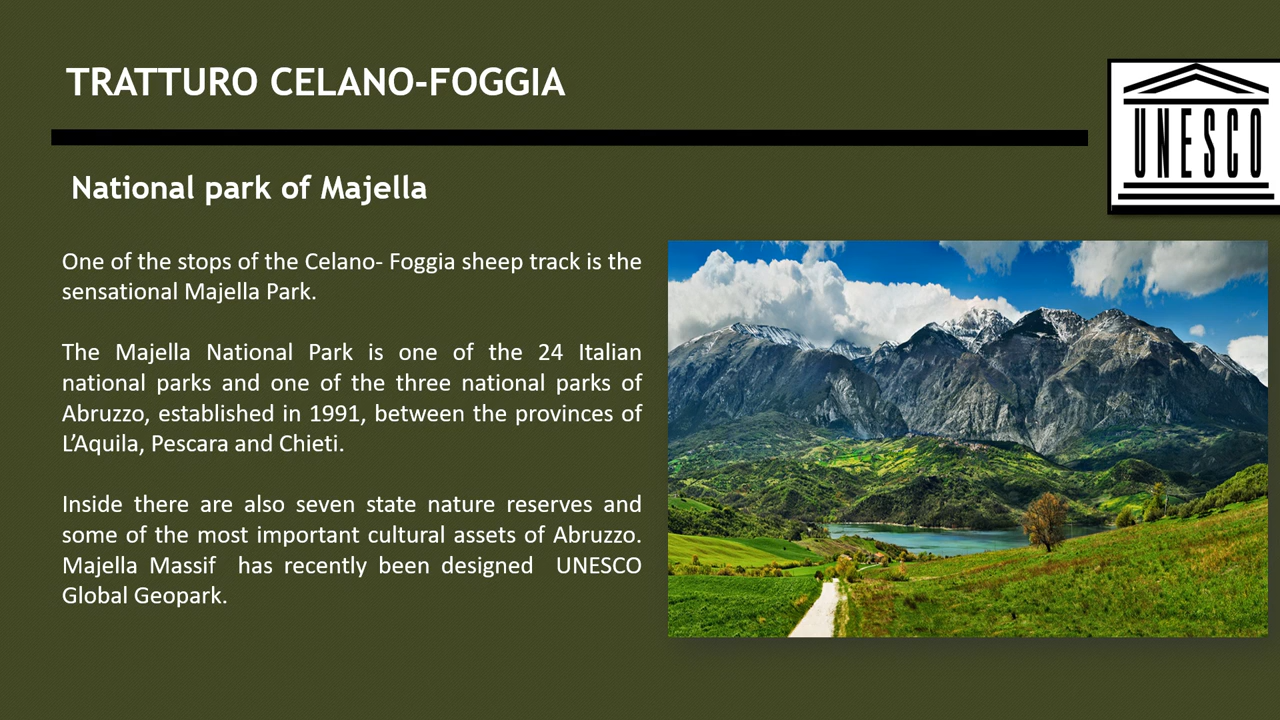 TRATTURO CELANO-FOGGIA
UNESCO
National park of Majella
One of the stops of the Celano- Foggia sheep track is the
sensational Majella Park.
The Majella National Park is one of the 24 Italian
national parks and one of the three national parks of
Abruzzo, established in 1991, between the provinces of
L’Aquila, Pescara and Chieti.
Inside there are also seven state nature reserves and
some of the most important cultural assets of Abruzzo.
Majella Massif  has recently been designed  UNESCO
Global Geopark.